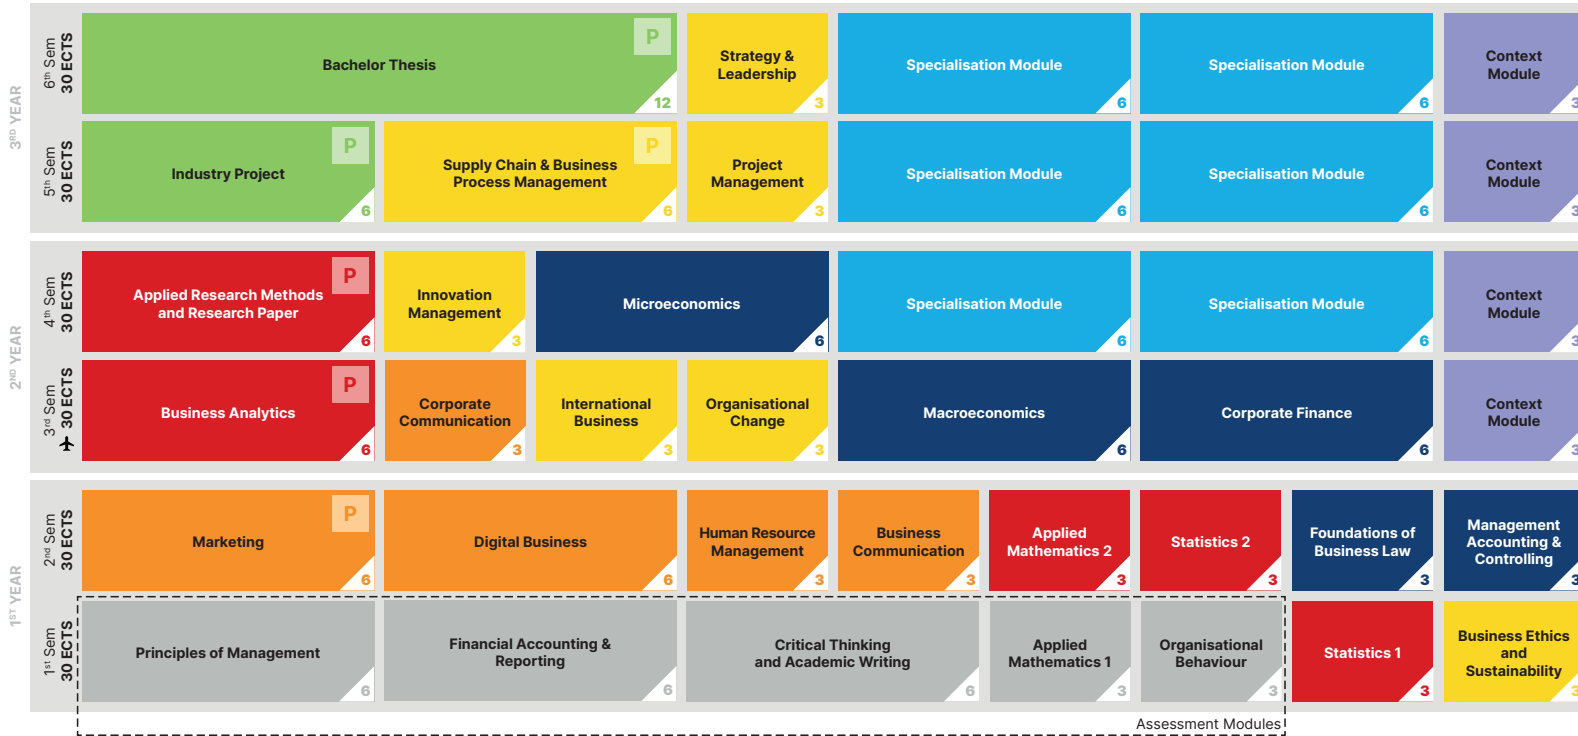 3RD YEAR
6th Sem
30 ECTS
Bachelor Thesis
P
12
Strategy &
Leadership
3
Specialisation Module
6
Specialisation Module
6
Context
Module
3
5th Sem
30 ECTS
Industry Project
P
6
Supply Chain & Business
Process Management
P
6
Project
Management
3
Specialisation Module
6
Specialisation Module
6
Context
Module
3
2ND YEAR
4th Sem
30 ECTS
Applied Research Methods
and Research Paper
P
6
Innovation
Management
3
Microeconomics
6
Specialisation Module
6
Specialisation Module
6
Context
Module
3
3rd Sem
30 ECTS
Business Analytics
P
6
Corporate
Communication
3
International
Business
3
Organisational
Change
3
Macroeconomics
6
Corporate Finance
6
Context
Module
3
1ST YEAR
2nd Sem
30 ECTS
Marketing
P
6
Digital Business
6
Human Resource
Management
3
Business
Communication
3
Applied
Mathematics 2
3
Statistics 2
3
Foundations of
Business Law
3
Management
Accounting &
Controlling
3
1st Sem
30 ECTS
Principles of Management
6
Financial Accounting &
Reporting
6
Critical Thinking
and Academic Writing
6
Applied
Mathematics 1
3
Organisational
Behaviour
3
Statistics 1
3
Business Ethics
and
Sustainability
3
Assessment Modules